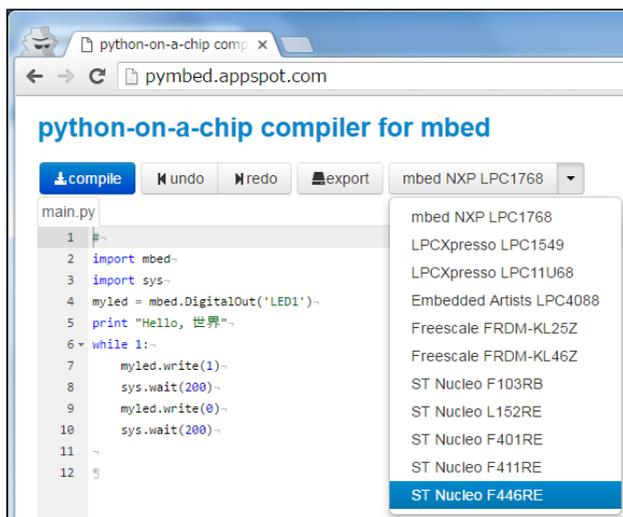 python-on-a-chip comp
pymbed.appspot.com
python-on-a-chip compiler for mbed
compile undo redo export mbed NXP LPC1768
main.py
1 #
2 import mbed
3 import sys
4 myled = mbed.DigitalOut('LED1')
5 print "Hello, 世界"
6 while 1:
7 myled.write(1)
8 sys.wait(200)
9 myled.write(0)
10 sys.wait(200)
11
12
mbed NXP LPC1768
LPCXpresso LPC1549
LPCXpresso LPC11U68
Embedded Artists LPC4088
Freescale FRDM-KL25Z
Freescale FRDM-KL46Z
ST Nucleo F103RB
ST Nucleo L152RE
ST Nucleo F401RE
ST Nucleo F411RE
ST Nucleo F446RE